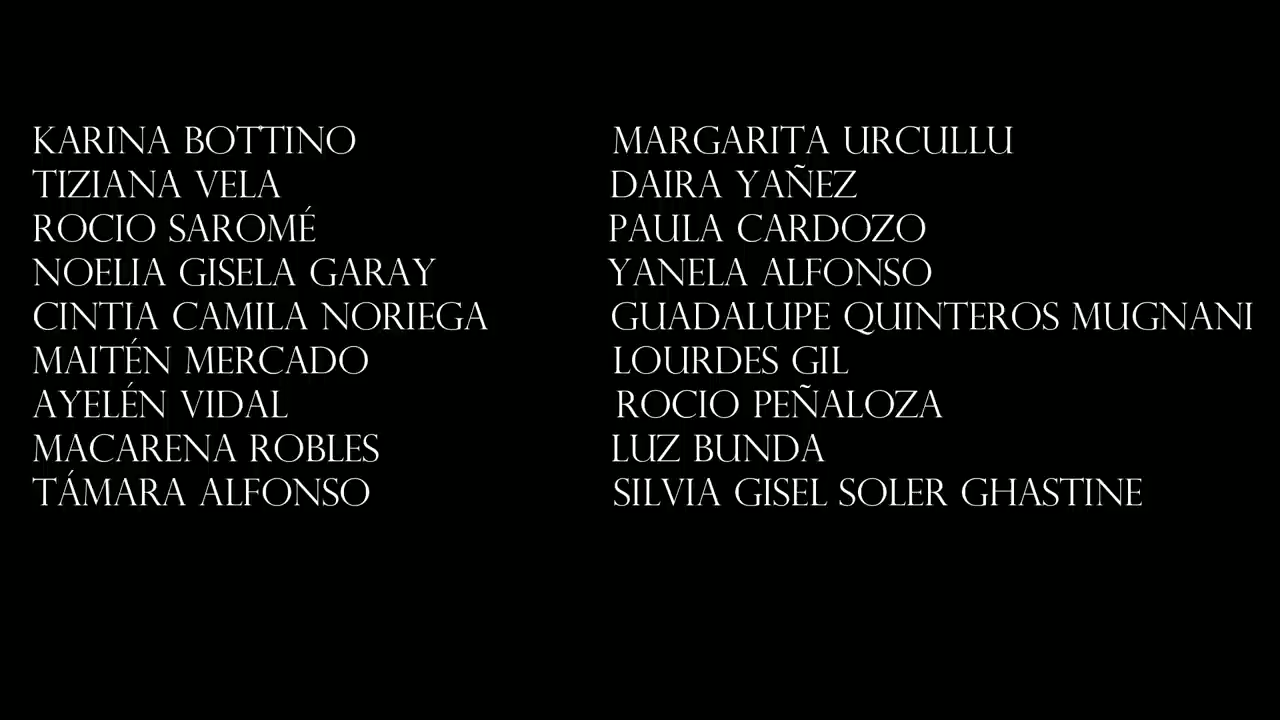 KARINA BOTTINO
TIZIANA VELA
ROCIO SAROMÉ
NOELIA GISELA GARAY
CINTIA CAMILA NORIEGA
MAITÉN MERCADO
AYELÉN VIDAL
MACARENA ROBLES
TÁMARA ALFONSO
MARGARITA URCULLU
DAIRA YAÑEZ
PAULA CARDOZO
YANELA ALFONSO
GUADALUPE QUINTEROS MUGNANI
LOURDES GIL
ROCIO PEÑALOZA
LUZ BUNDA
SILVIA GISEL SOLER GHASTINE